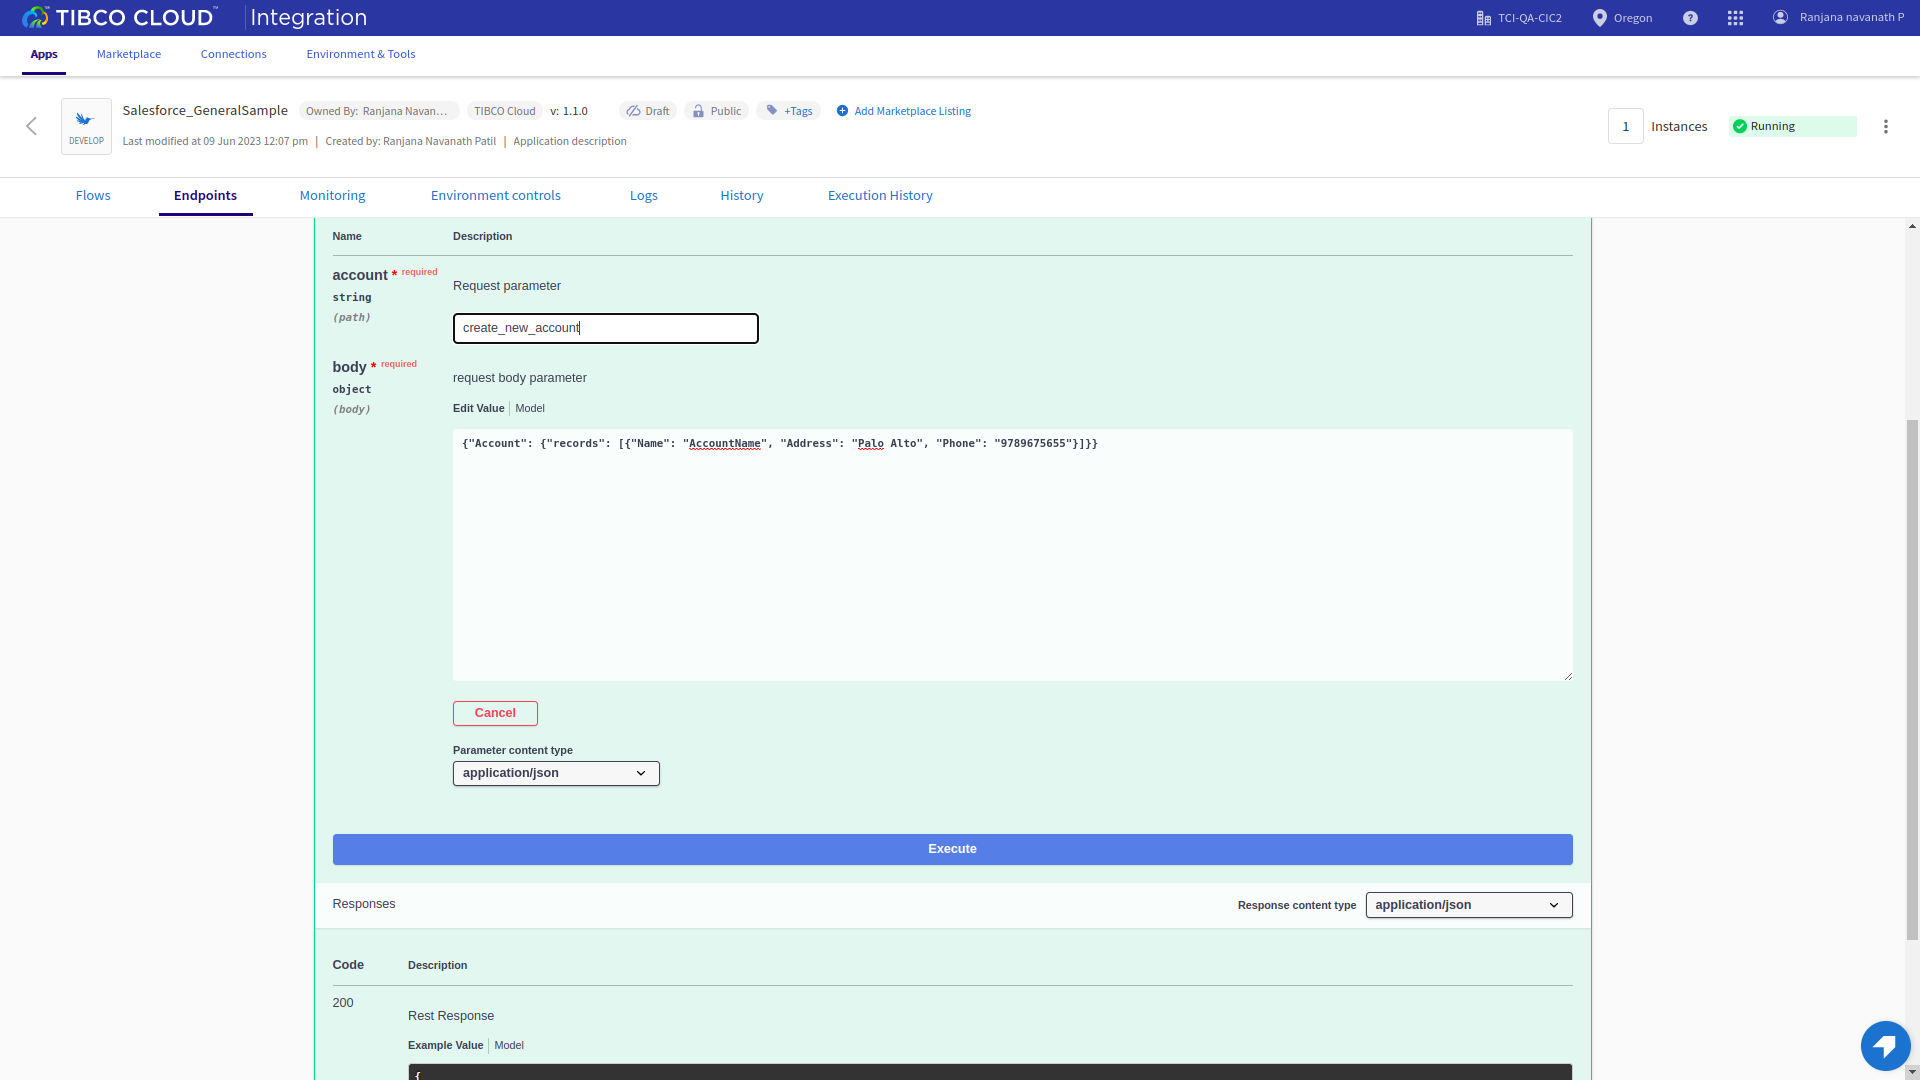 TIBCO CLOUD™ Integration
TCI-QA-CIC2 Oregon ? Ranjana navanath P
Apps Marketplace Connections Environment & Tools
DEVELOP
Salesforce_GeneralSample Owned By: Ranjana Navan... TIBCO Cloud v: 1.1.0 Draft Public +Tags Add Marketplace Listing
Last modified at 09 Jun 2023 12:07 pm | Created by: Ranjana Navanath Patil | Application description
1 Instances Running
Flows Endpoints Monitoring Environment controls Logs History Execution History
Name Description
account * required
string
(path)
Request parameter
create_new_account
body * required
object
(body)
request body parameter
Edit Value Model
{"Account": {"records": [{"Name": "AccountName", "Address": "Palo Alto", "Phone": "9789675655"}]}}
Cancel
Parameter content type
application/json
Execute
Responses Response content type application/json
Code Description
200
Rest Response
Example Value Model
{